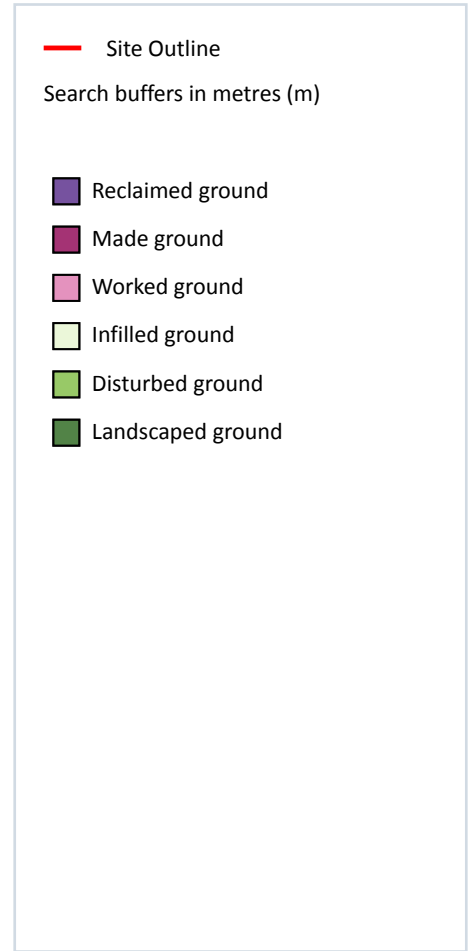 Site Outline
Search buffers in metres (m)
Reclaimed ground
Made ground
Worked ground
Infilled ground
Disturbed ground
Landscaped ground